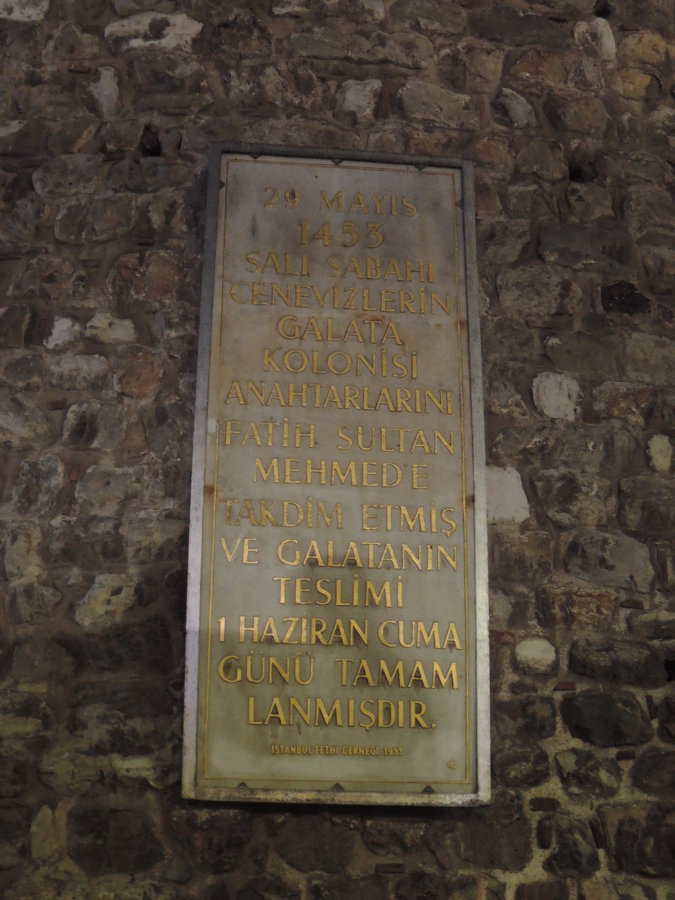 29 MAYIS
1453
SALI SABAHI
CENEVİZLERİN
GALATA
KOLONİSİ
ANAHTARLARINI
FATİH SULTAN
MEHMED'E
TAKDİM ETMİŞ
VE GALATANIN
TESLİMİ
1 HAZİRAN CUMA
GÜNÜ TAMAM
LANMIŞDIR.
İSTANBUL FETHİ DERNEĞİ 1953